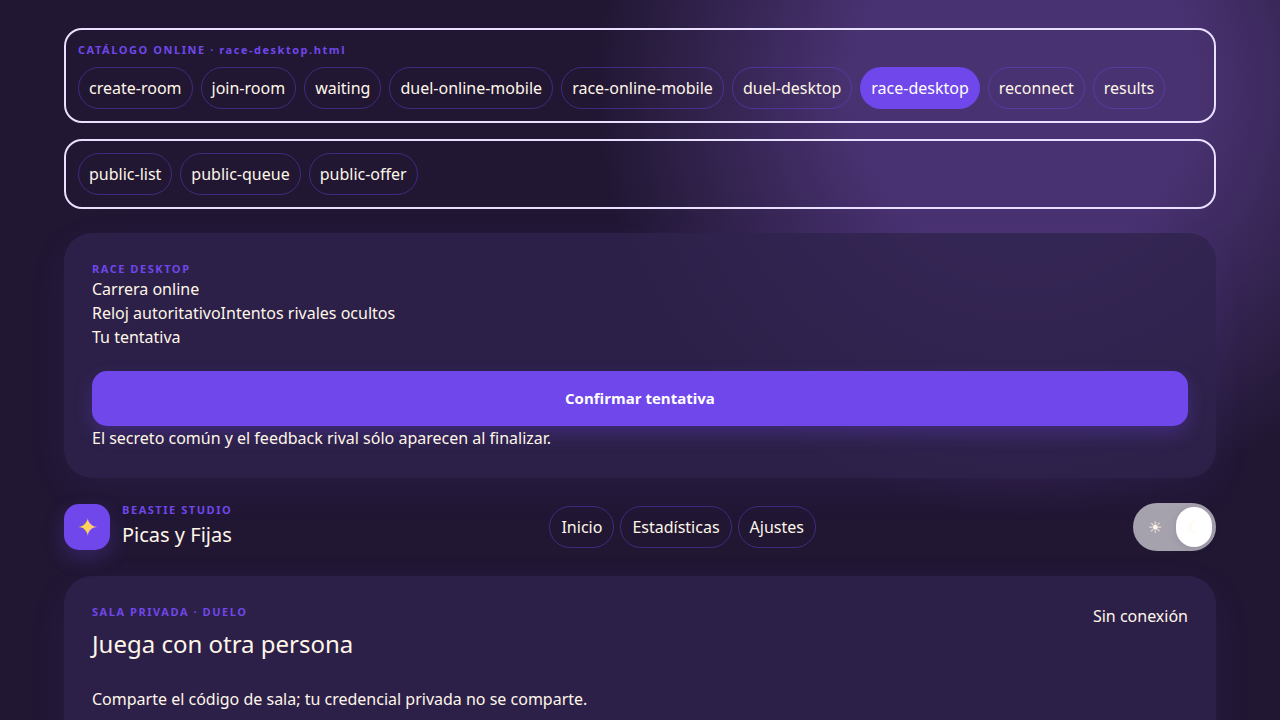 CATÁLOGO ONLINE · race-desktop.html
create-room join-room waiting duel-online-mobile race-online-mobile duel-desktop race-desktop reconnect results
public-list public-queue public-offer
RACE DESKTOP
Carrera online
Reloj autoritativoIntentos rivales ocultos
Tu tentativa
Confirmar tentativa
El secreto común y el feedback rival sólo aparecen al finalizar.
BEASTIE STUDIO
Picas y Fijas
Inicio Estadísticas Ajustes
SALA PRIVADA · DUELO
Sin conexión
Juega con otra persona
Comparte el código de sala; tu credencial privada no se comparte.